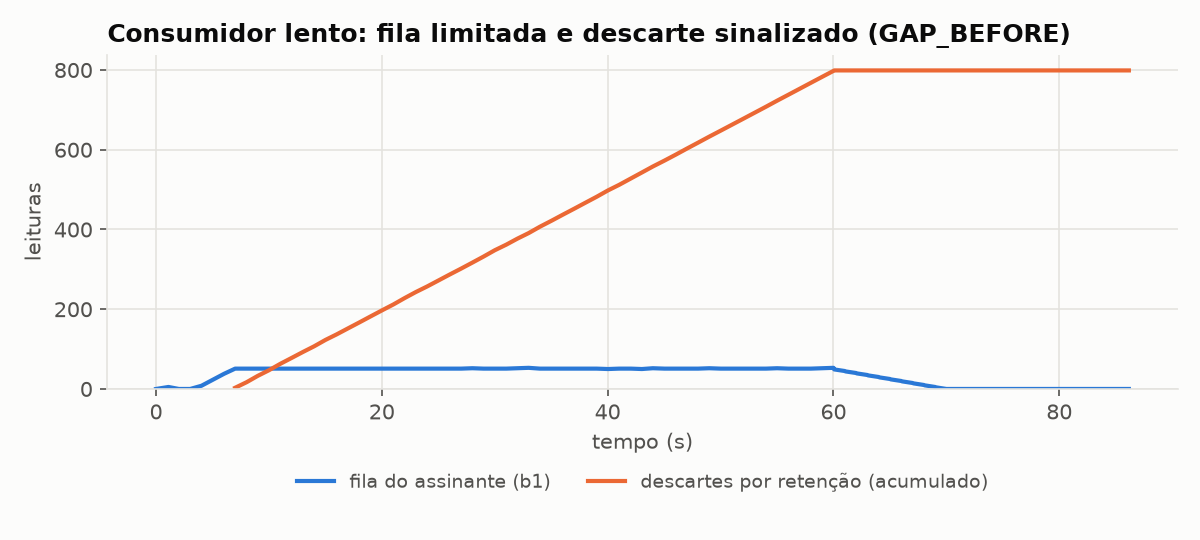 Consumidor lento: fila limitada e descarte sinalizado (GAP_BEFORE)
800
600
400
200
0
leituras
0 20 40 60 80
tempo (s)
fila do assinante (b1) descartes por retenção (acumulado)